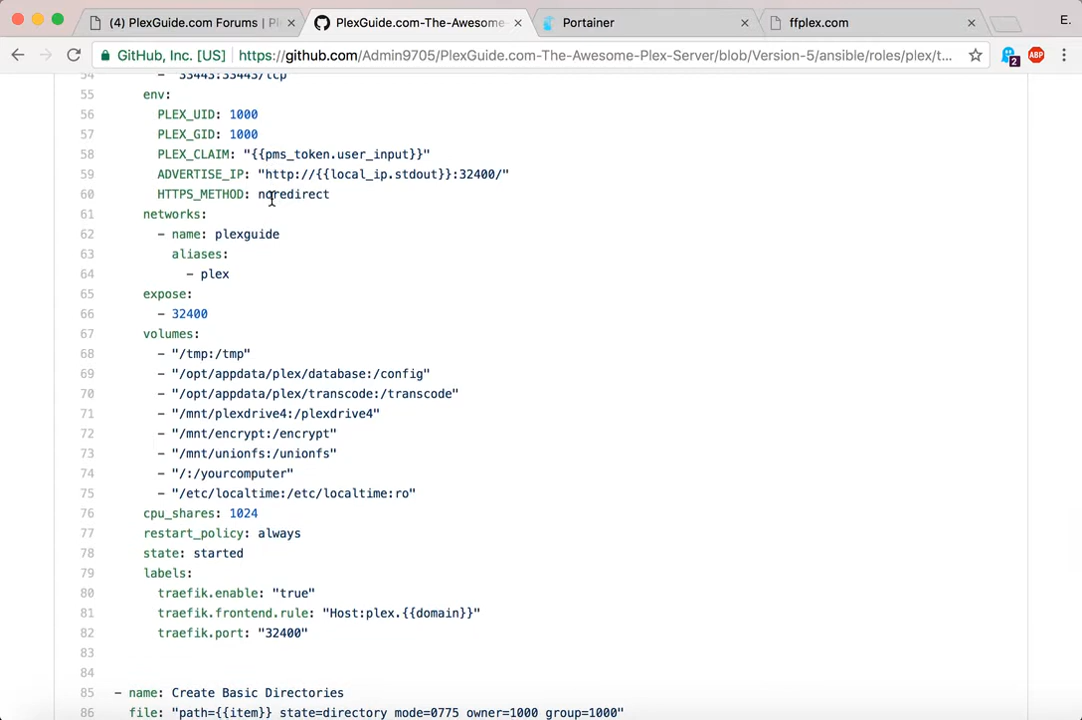 (4) PlexGuide.com Forums | Pl
PlexGuide.com-The-Awesome-
Portainer
ffplex.com
E.
GitHub, Inc. [US]
https://github.com/Admin9705/PlexGuide.com-The-Awesome-Plex-Server/blob/Version-5/ansible/roles/plex/t...
2
ABP
54 - "33443:33443/tcp"
55 env:
56 PLEX_UID: 1000
57 PLEX_GID: 1000
58 PLEX_CLAIM: "{{pms_token.user_input}}"
59 ADVERTISE_IP: "http://{{local_ip.stdout}}:32400/"
60 HTTPS_METHOD: noredirect
61 networks:
62 - name: plexguide
63 aliases:
64 - plex
65 expose:
66 - 32400
67 volumes:
68 - "/tmp:/tmp"
69 - "/opt/appdata/plex/database:/config"
70 - "/opt/appdata/plex/transcode:/transcode"
71 - "/mnt/plexdrive4:/plexdrive4"
72 - "/mnt/encrypt:/encrypt"
73 - "/mnt/unionfs:/unionfs"
74 - "/:/yourcomputer"
75 - "/etc/localtime:/etc/localtime:ro"
76 cpu_shares: 1024
77 restart_policy: always
78 state: started
79 labels:
80 traefik.enable: "true"
81 traefik.frontend.rule: "Host:plex.{{domain}}"
82 traefik.port: "32400"
83
84
85 - name: Create Basic Directories
86 file: "path={{item}} state=directory mode=0775 owner=1000 group=1000"